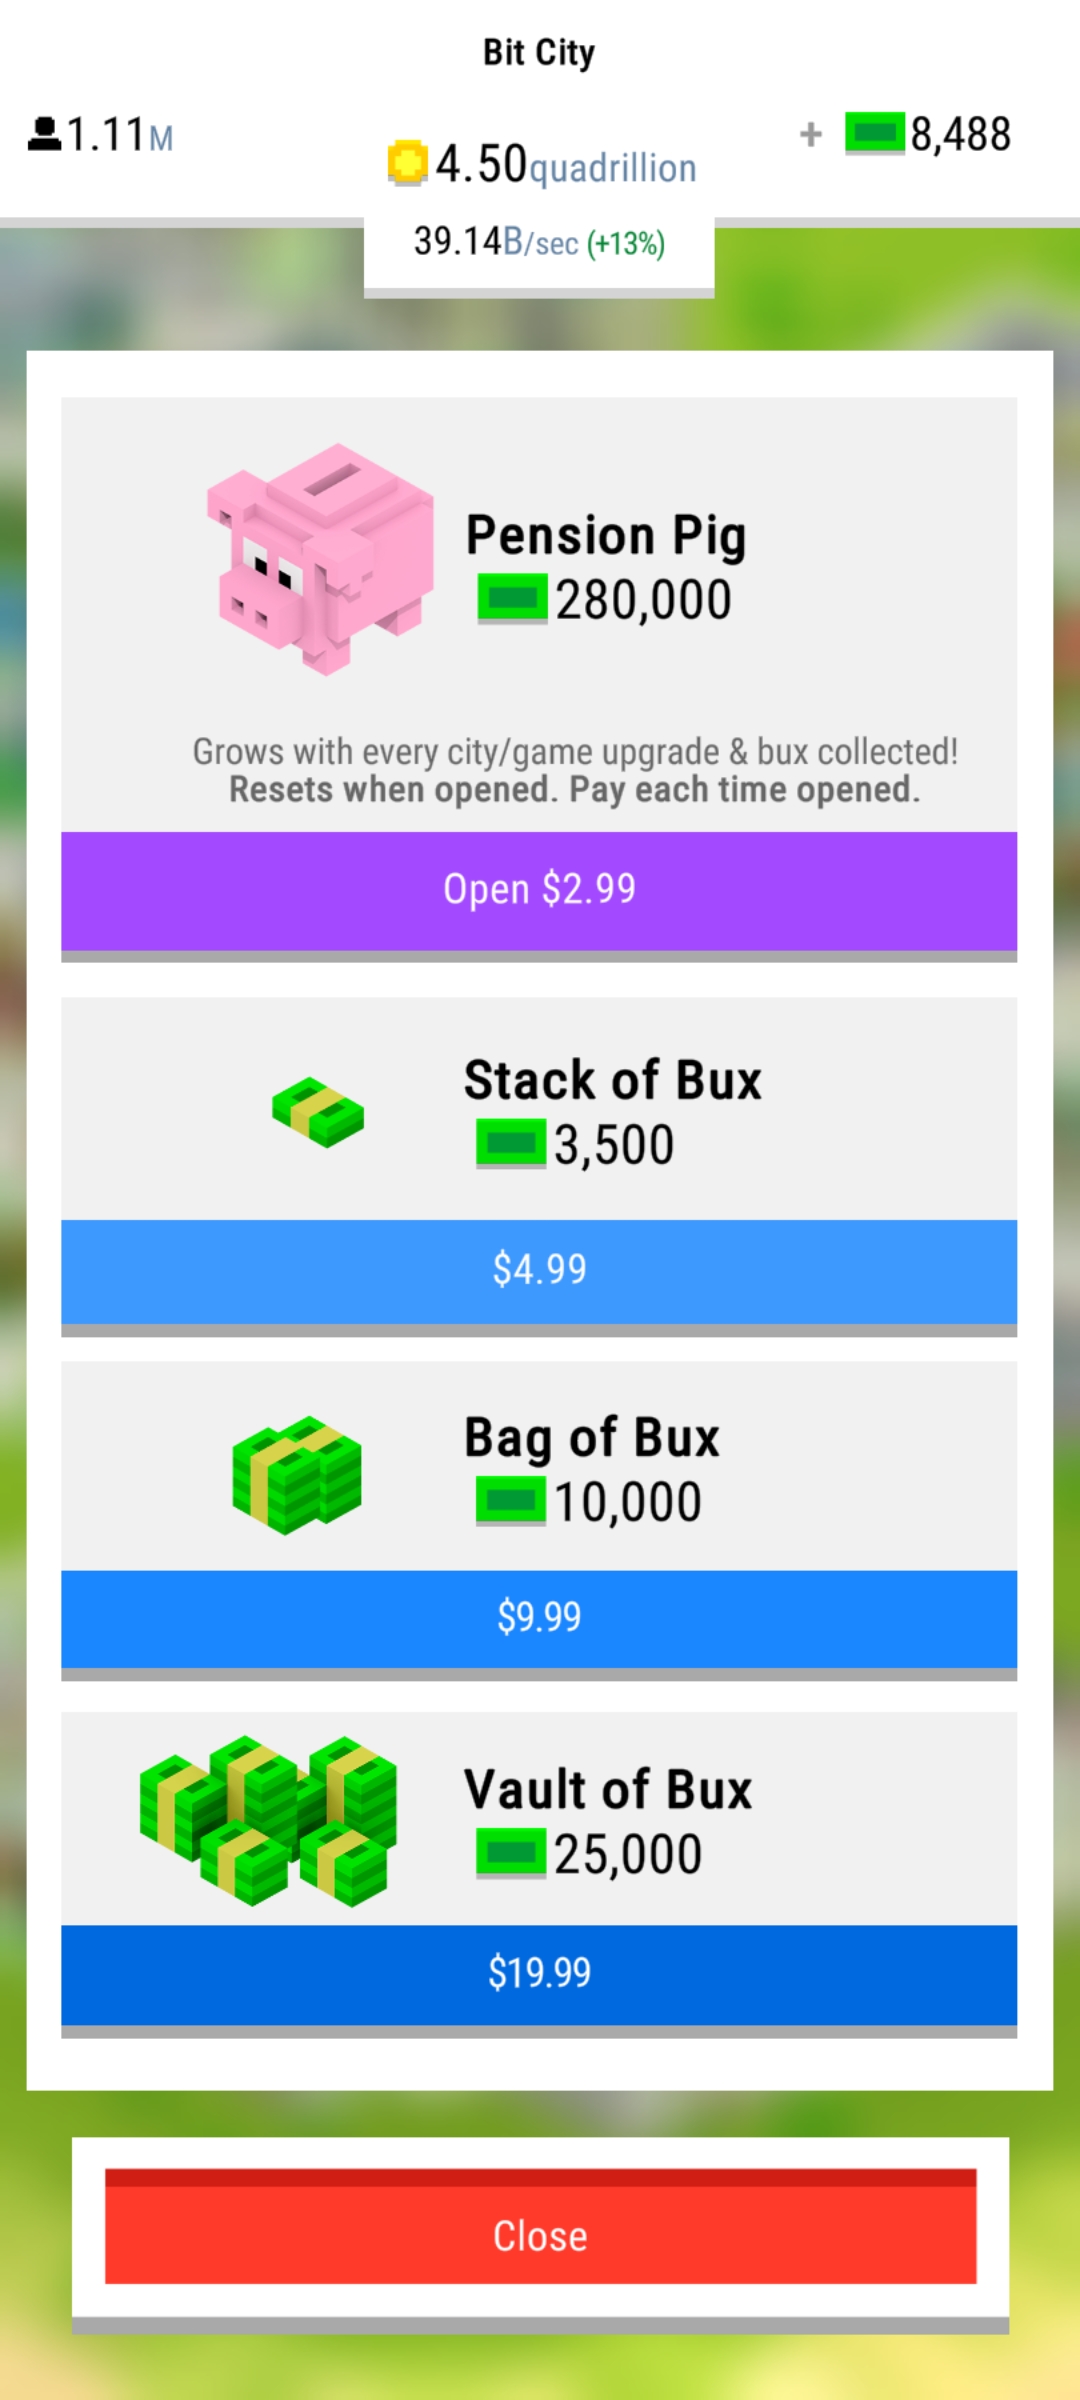 Bit City
1.11M
4.50quadrillion
+ 8,488
39.14B/sec (+13%)
Pension Pig
280,000
Grows with every city/game upgrade & bux collected!
Resets when opened. Pay each time opened.
Open $2.99
Stack of Bux
3,500
$4.99
Bag of Bux
10,000
$9.99
Vault of Bux
25,000
$19.99
Close